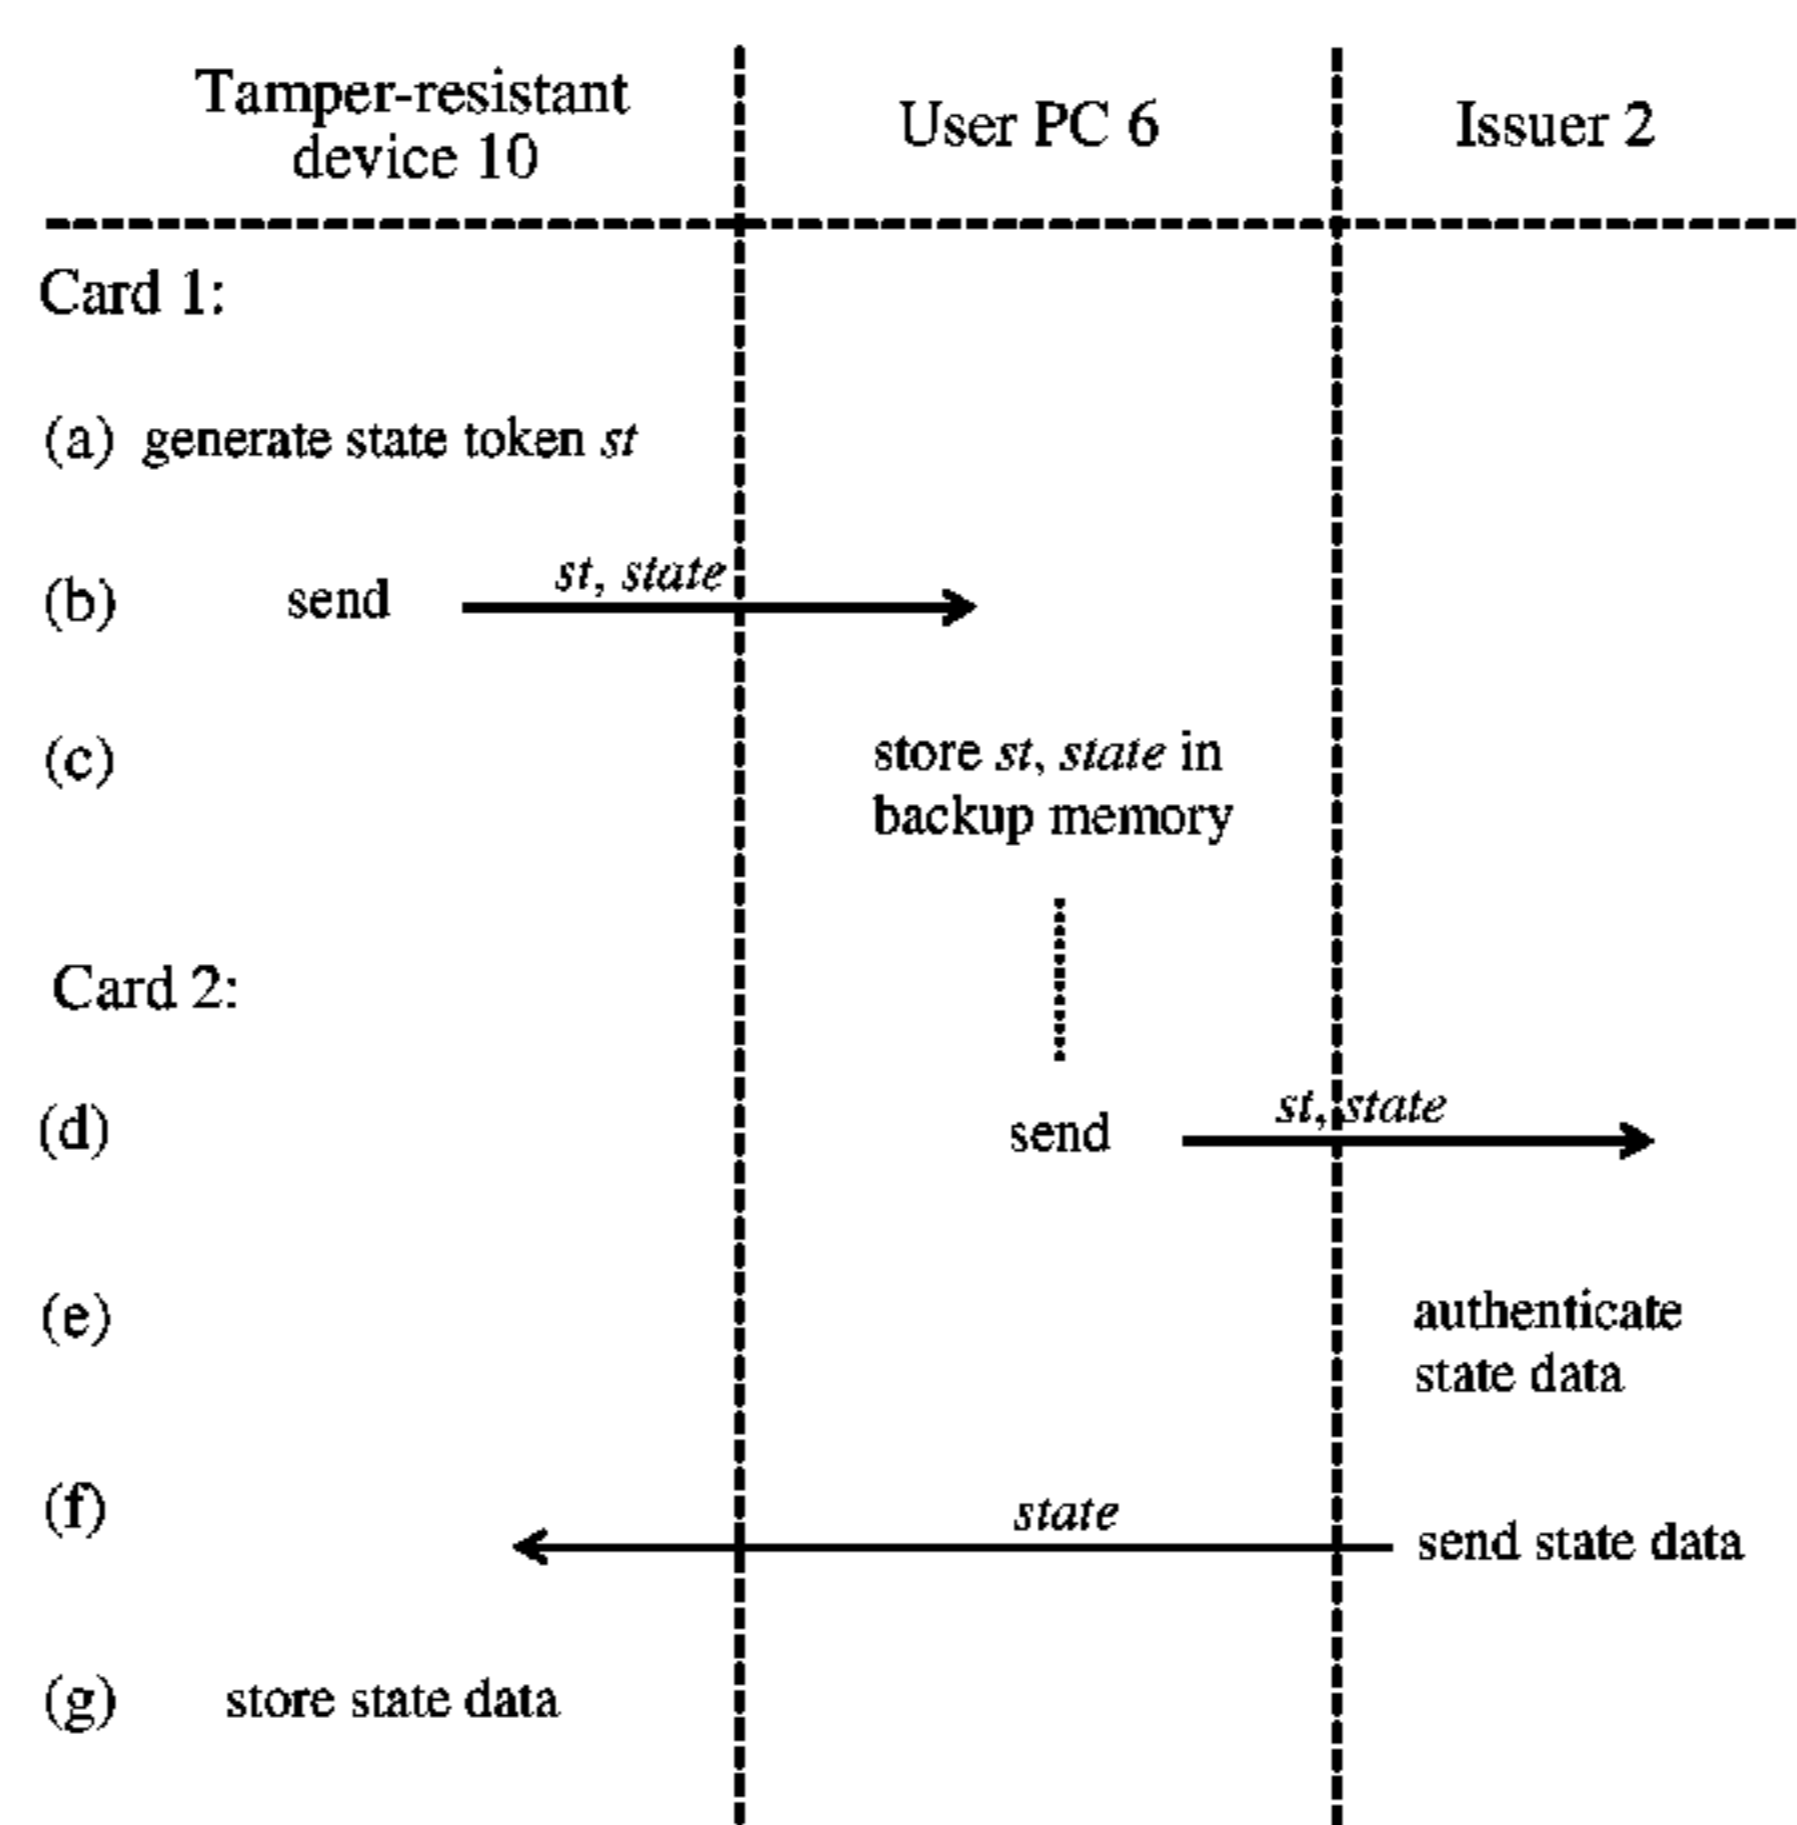 Tamper-resistant
device 10
User PC 6
Issuer 2
Card 1:
(a) generate state token st
(b) send st, state
(c) store st, state in
backup memory
Card 2:
(d) send st, state
(e) authenticate
state data
(f) state send state data
(g) store state data